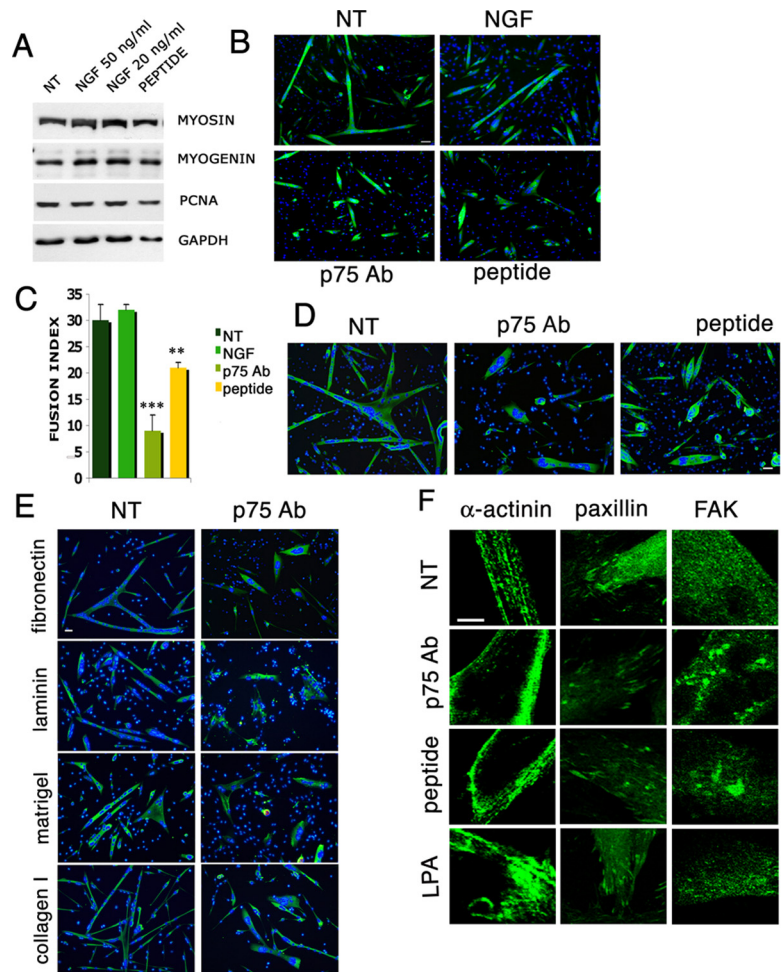 A
NT
NGF 50 ng/ml
NGF 20 ng/ml
PEPTIDE
MYOSIN
MYOGENIN
PCNA
GAPDH
B
NT
NGF
p75 Ab
peptide
C
FUSION INDEX
35
30
25
20
15
10
5
0
***
**
NT
NGF
p75 Ab
peptide
D
NT
p75 Ab
peptide
E
NT
p75 Ab
fibronectin
laminin
matrigel
collagen I
F
α-actinin
paxillin
FAK
NT
p75 Ab
peptide
LPA